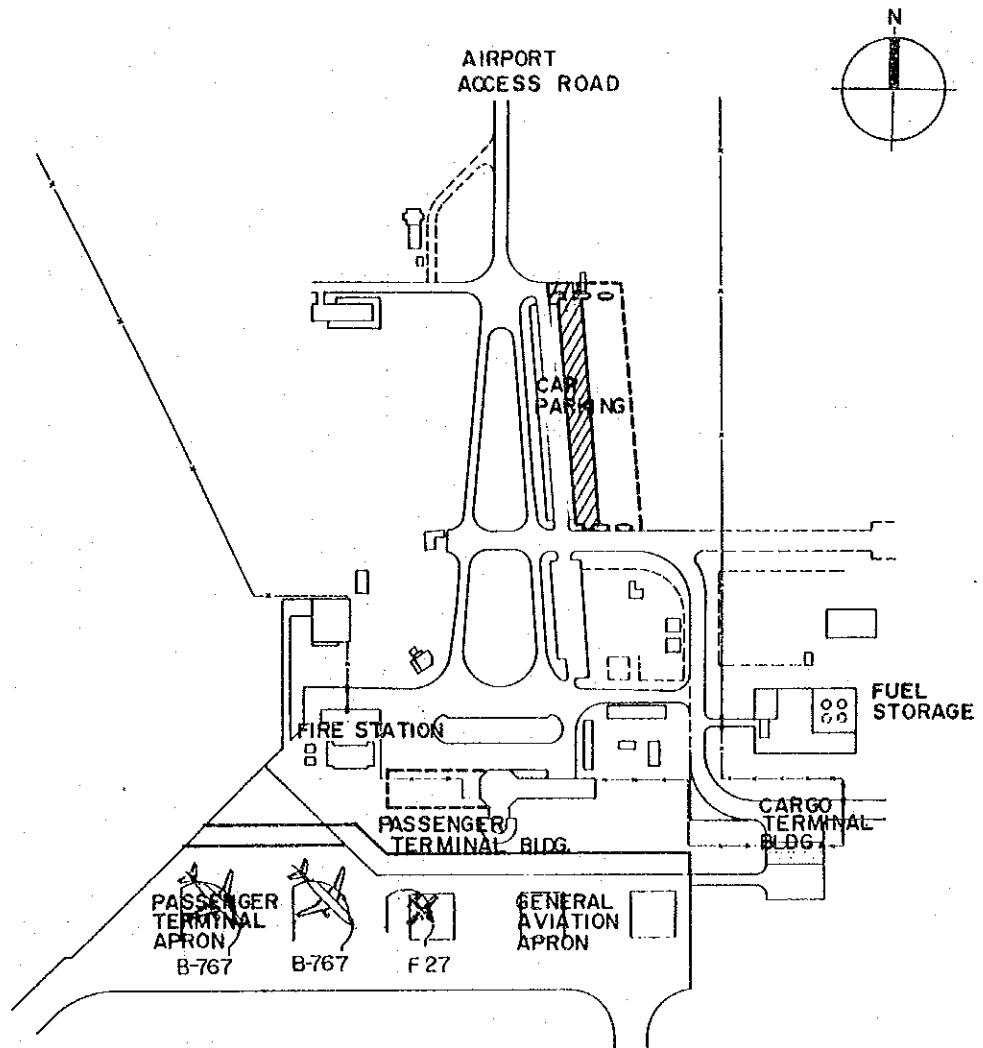 N
AIRPORT
ACCESS ROAD
CAR
PARKING
FUEL
STORAGE
FIRE STATION
PASSENGER
TERMINAL BLDG.
CARGO
TERMINAL
BLDG.
PASSENGER
TERMINAL
APRON
GENERAL
AVIATION
APRON
B-767
B-767
F 27